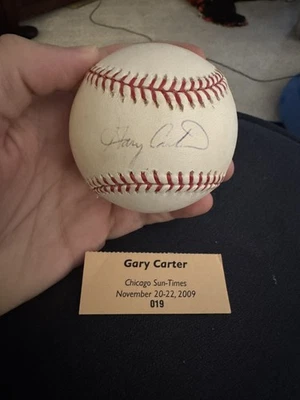 Gary Carter
Gary Carter
Chicago Sun-Times
November 20-22, 2009
019